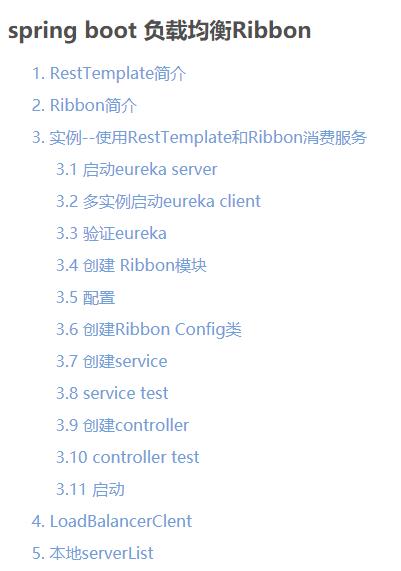 spring boot 负载均衡Ribbon
1. RestTemplate简介
2. Ribbon简介
3. 实例--使用RestTemplate和Ribbon消费服务
3.1 启动eureka server
3.2 多实例启动eureka client
3.3 验证eureka
3.4 创建 Ribbon模块
3.5 配置
3.6 创建Ribbon Config类
3.7 创建service
3.8 service test
3.9 创建controller
3.10 controller test
3.11 启动
4. LoadBalancerClent
5. 本地serverList